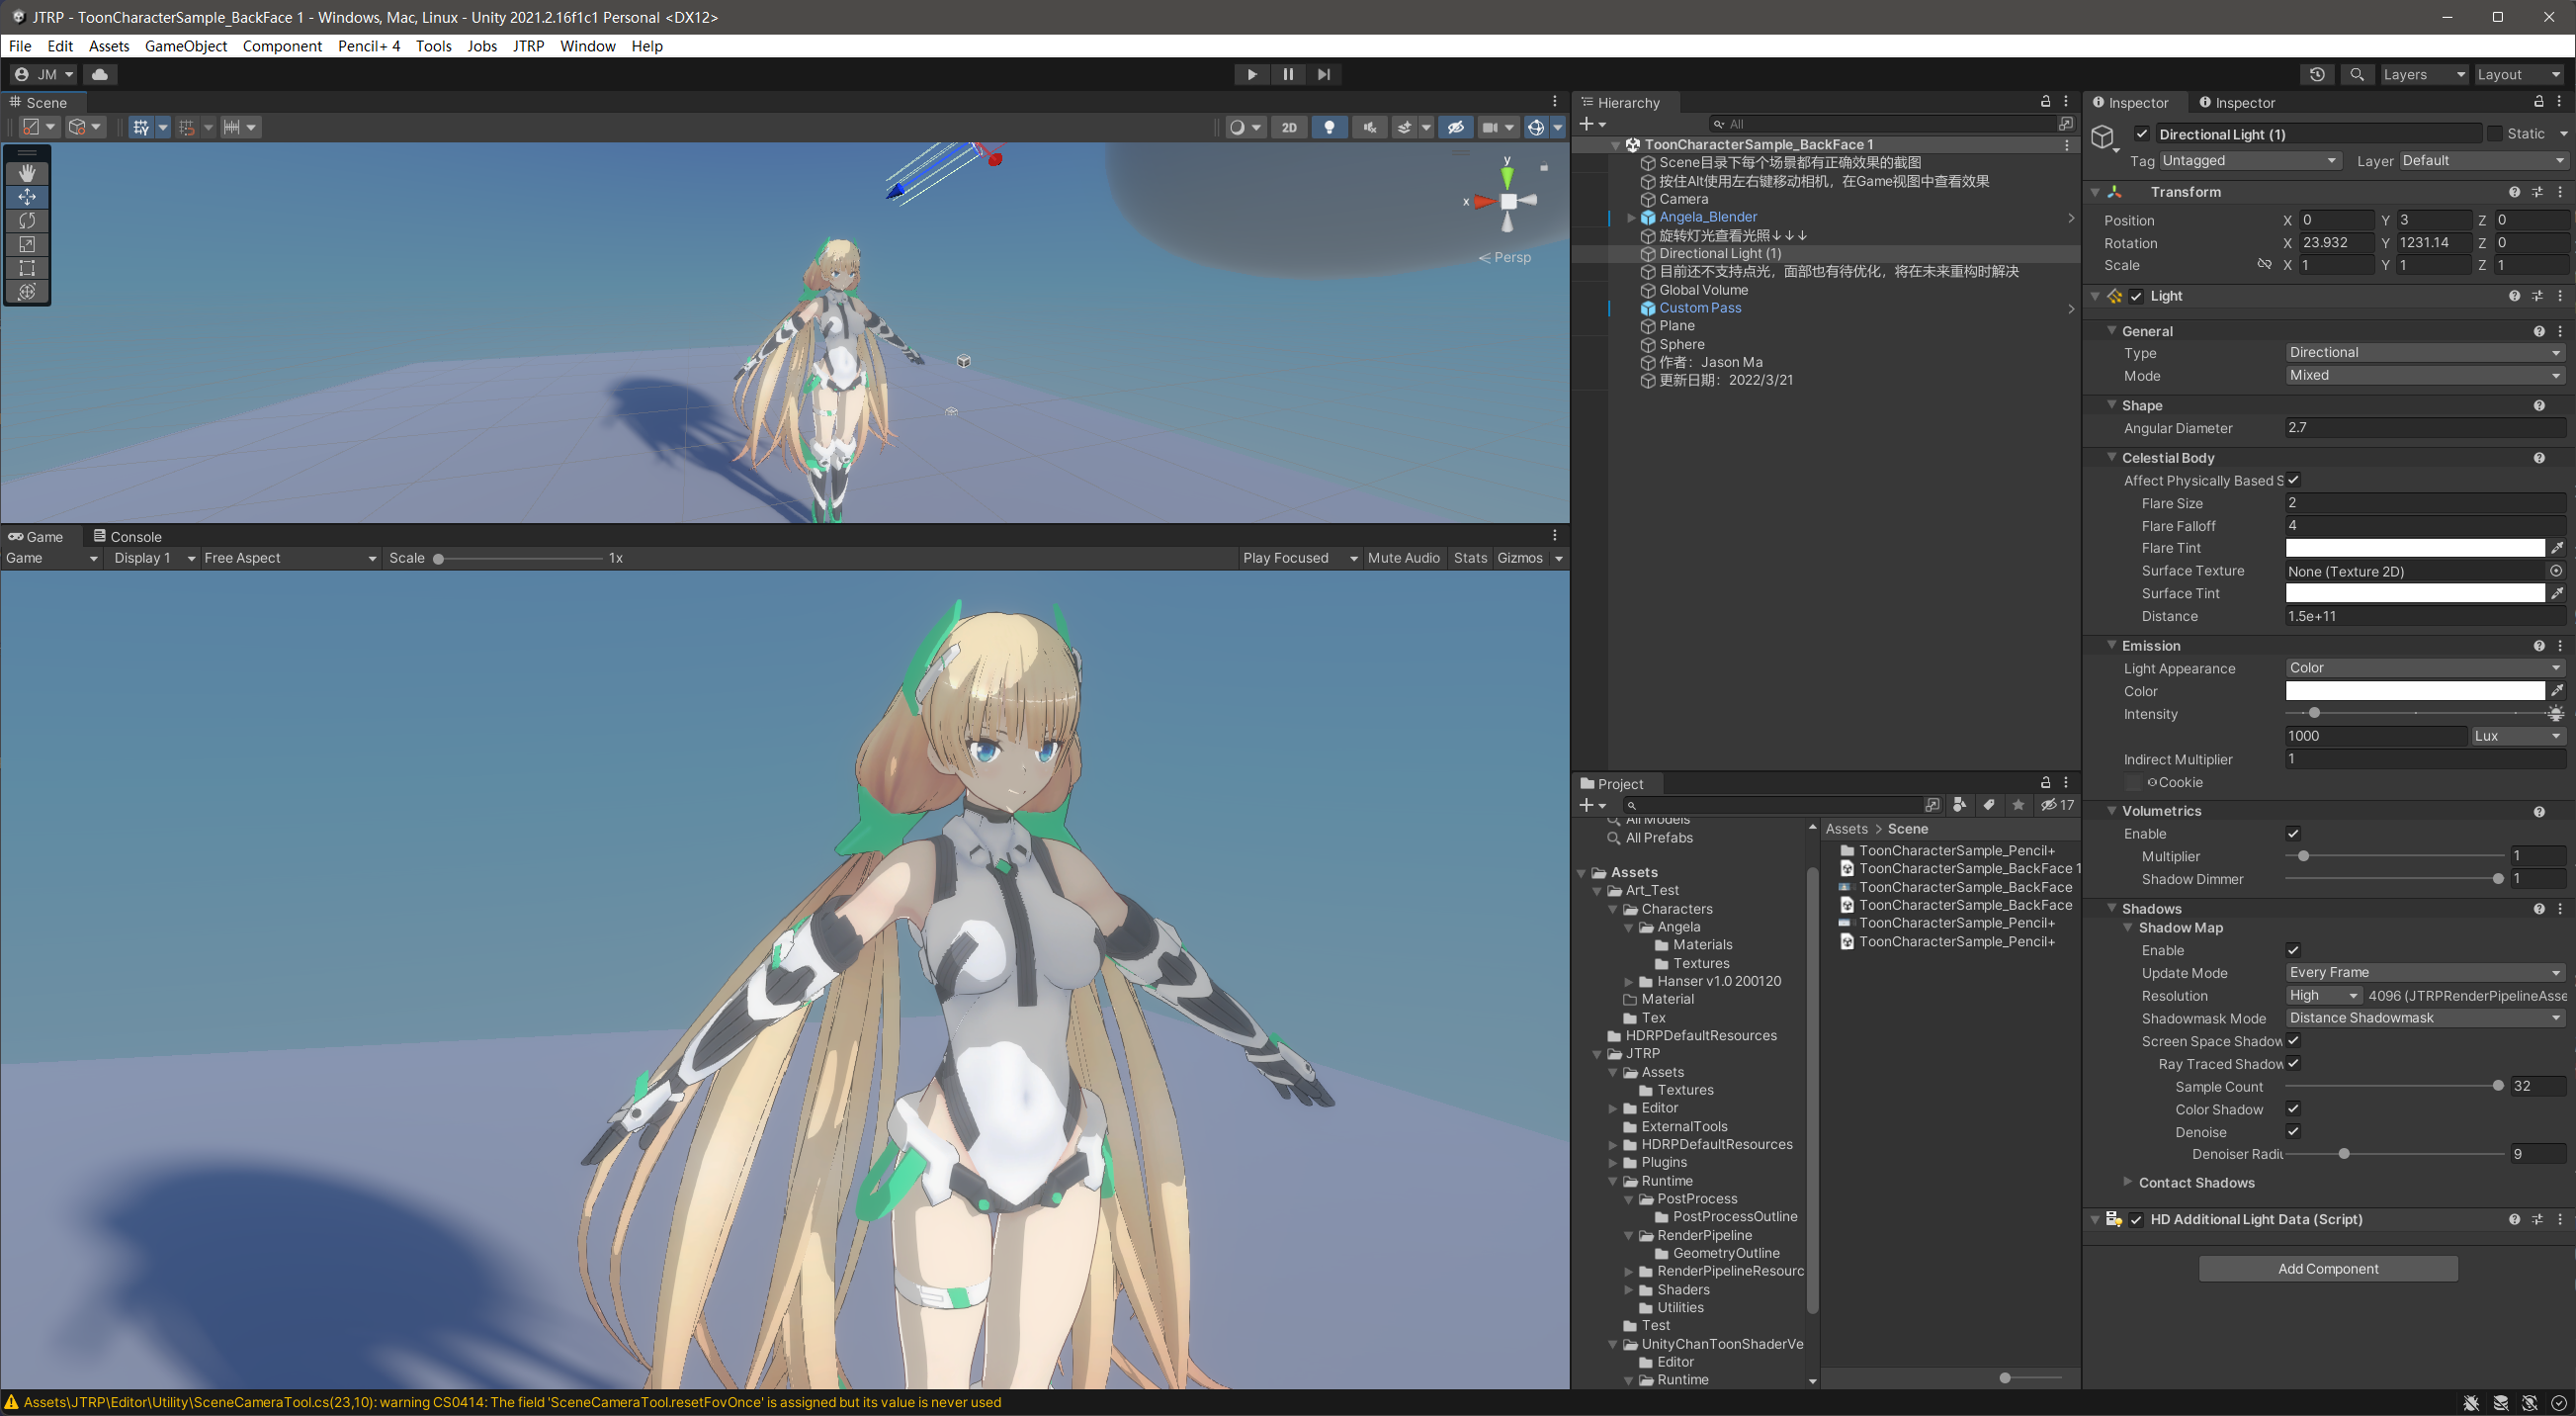 JTRP - ToonCharacterSample_BackFace 1 - Windows, Mac, Linux - Unity 2021.2.16f1c1 Personal <DX12>
File Edit Assets GameObject Component Pencil+ 4 Tools Jobs JTRP Window Help
JM Layers Layout
Scene
2D
y
x
Persp
Game Console
Game Display 1 Free Aspect Scale 1x Play Focused Mute Audio Stats Gizmos
Hierarchy
All
ToonCharacterSample_BackFace 1
Scene目录下每个场景都有正确效果的截图
按住Alt使用左右键移动相机，在Game视图中查看效果
Camera
Angela_Blender
旋转灯光查看光照↓↓↓
Directional Light (1)
目前还不支持点光，面部也有待优化，将在未来重构时解决
Global Volume
Custom Pass
Plane
Sphere
作者：Jason Ma
更新日期：2022/3/21
Project
17
All Models
All Prefabs
Assets
Art_Test
Characters
Angela
Materials
Textures
Hanser v1.0 200120
Material
Tex
HDRPDefaultResources
JTRP
Assets
Textures
Editor
ExternalTools
HDRPDefaultResources
Plugins
Runtime
PostProcess
PostProcessOutline
RenderPipeline
GeometryOutline
RenderPipelineResourc
Shaders
Utilities
Test
UnityChanToonShaderVe
Editor
Runtime
Assets > Scene
ToonCharacterSample_Pencil+
ToonCharacterSample_BackFace 1
ToonCharacterSample_BackFace
ToonCharacterSample_BackFace
ToonCharacterSample_Pencil+
ToonCharacterSample_Pencil+
Inspector Inspector
Directional Light (1) Static
Tag Untagged Layer Default
Transform
Position X 0 Y 3 Z 0
Rotation X 23.932 Y 1231.14 Z 0
Scale X 1 Y 1 Z 1
Light
General
Type Directional
Mode Mixed
Shape
Angular Diameter 2.7
Celestial Body
Affect Physically Based S
Flare Size 2
Flare Falloff 4
Flare Tint
Surface Texture None (Texture 2D)
Surface Tint
Distance 1.5e+11
Emission
Light Appearance Color
Color
Intensity
1000 Lux
Indirect Multiplier 1
Cookie
Volumetrics
Enable
Multiplier 1
Shadow Dimmer 1
Shadows
Shadow Map
Enable
Update Mode Every Frame
Resolution High 4096 (JTRPRenderPipelineAsse
Shadowmask Mode Distance Shadowmask
Screen Space Shadow
Ray Traced Shadow
Sample Count 32
Color Shadow
Denoise
Denoiser Radiu 9
Contact Shadows
HD Additional Light Data (Script)
Add Component
Assets\JTRP\Editor\Utility\SceneCameraTool.cs(23,10): warning CS0414: The field 'SceneCameraTool.resetFovOnce' is assigned but its value is never used